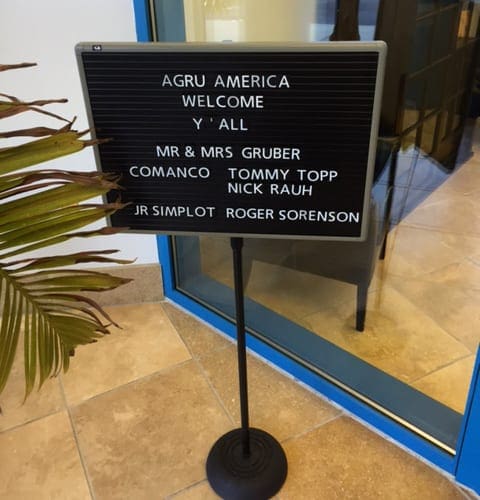 AGRU AMERICA
WELCOME
Y 'ALL
MR & MRS GRUBER
COMANCO TOMMY TOPP
NICK RAUH
JR SIMPLOT ROGER SORENSON